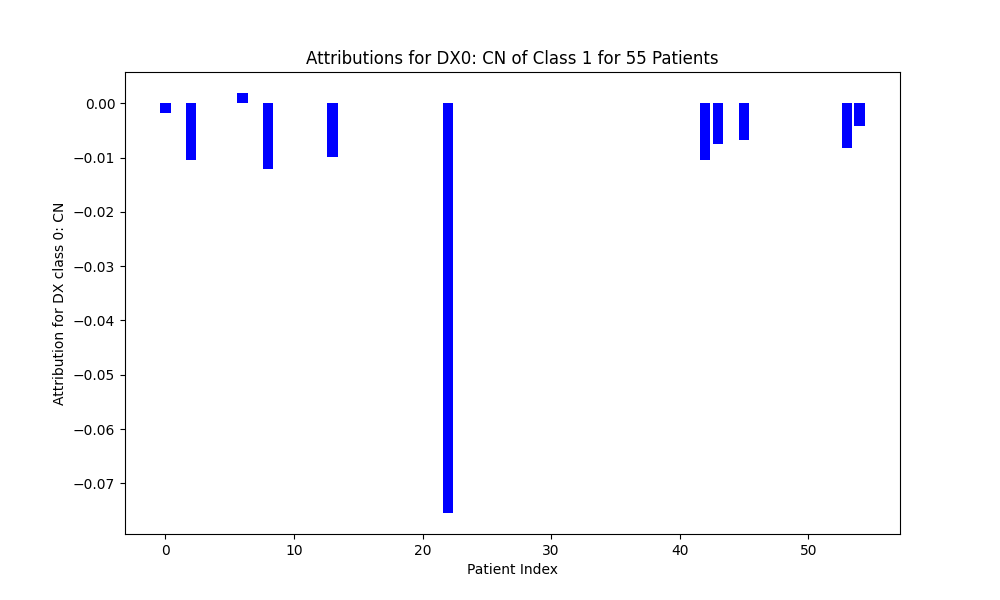 Attributions for DX0: CN of Class 1 for 55 Patients
Attribution for DX class 0: CN
0.00
−0.01
−0.02
−0.03
−0.04
−0.05
−0.06
−0.07
0 10 20 30 40 50
Patient Index